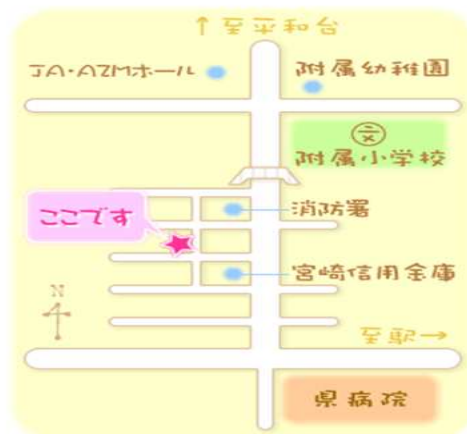 ↑至平和台
JA・AZMホール
附属幼稚園
文
附属小学校
ここです
消防署
宮崎信用金庫
N
至駅→
県病院